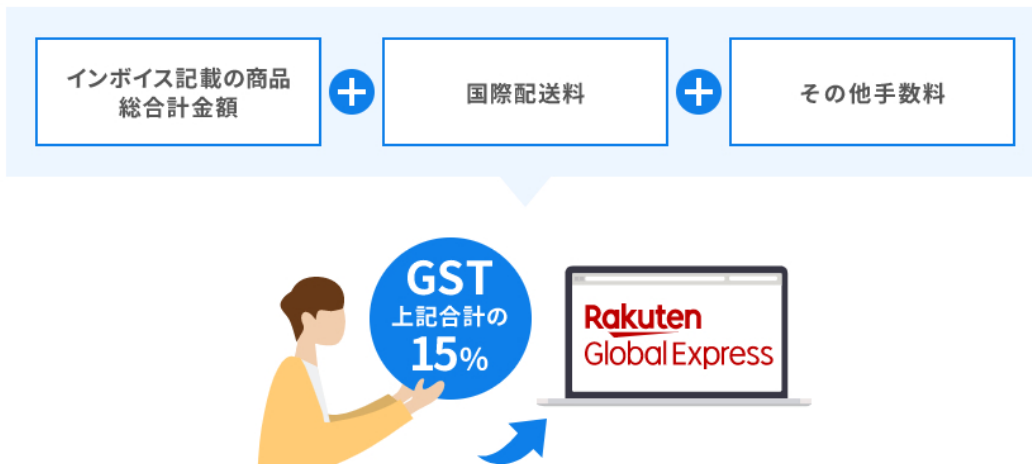 インボイス記載の商品
総合計金額
国際配送料
その他手数料
GST
上記合計の
15%
Rakuten
Global Express